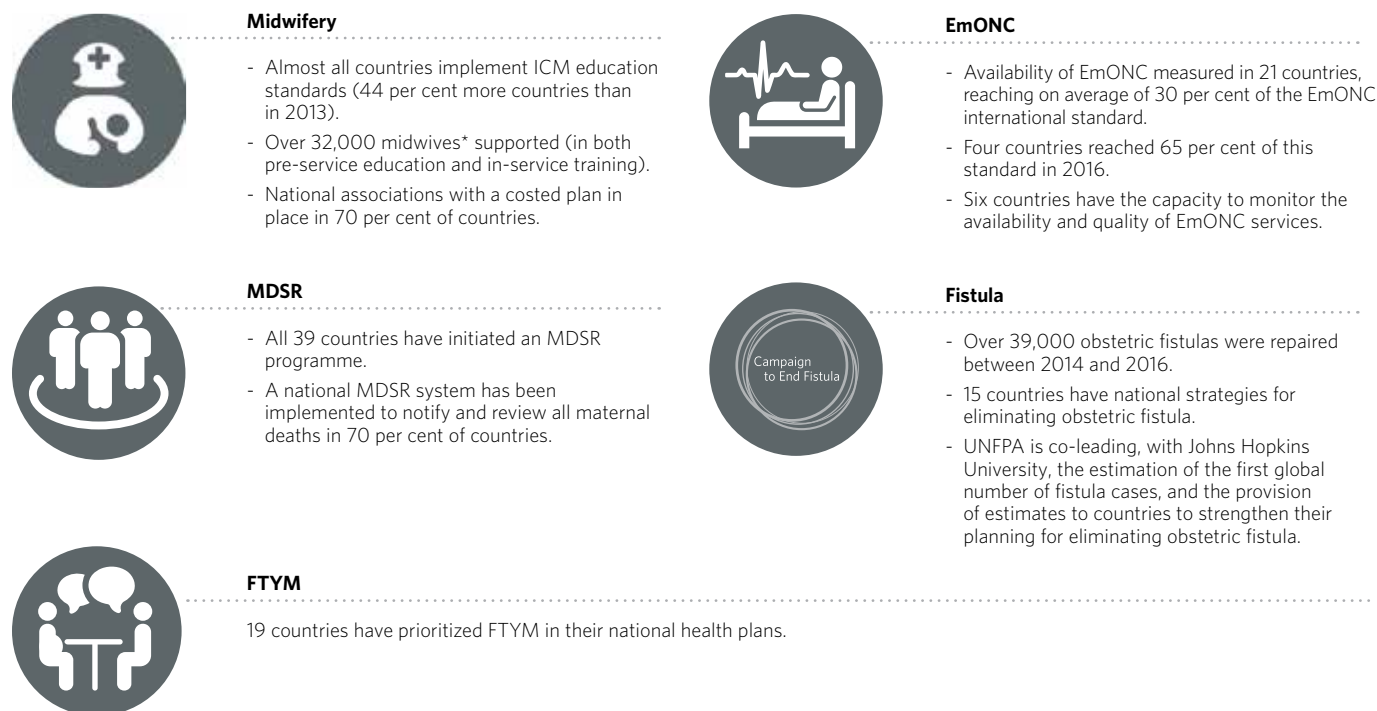 Midwifery
- Almost all countries implement ICM education
standards (44 per cent more countries than
in 2013).
- Over 32,000 midwives* supported (in both
pre-service education and in-service training).
- National associations with a costed plan in
place in 70 per cent of countries.
EmONC
- Availability of EmONC measured in 21 countries,
reaching on average of 30 per cent of the EmONC
international standard.
- Four countries reached 65 per cent of this
standard in 2016.
- Six countries have the capacity to monitor the
availability and quality of EmONC services.
MDSR
- All 39 countries have initiated an MDSR
programme.
- A national MDSR system has been
implemented to notify and review all maternal
deaths in 70 per cent of countries.
Campaign
to End Fistula
Fistula
- Over 39,000 obstetric fistulas were repaired
between 2014 and 2016.
- 15 countries have national strategies for
eliminating obstetric fistula.
- UNFPA is co-leading, with Johns Hopkins
University, the estimation of the first global
number of fistula cases, and the provision
of estimates to countries to strengthen their
planning for eliminating obstetric fistula.
FTYM
19 countries have prioritized FTYM in their national health plans.